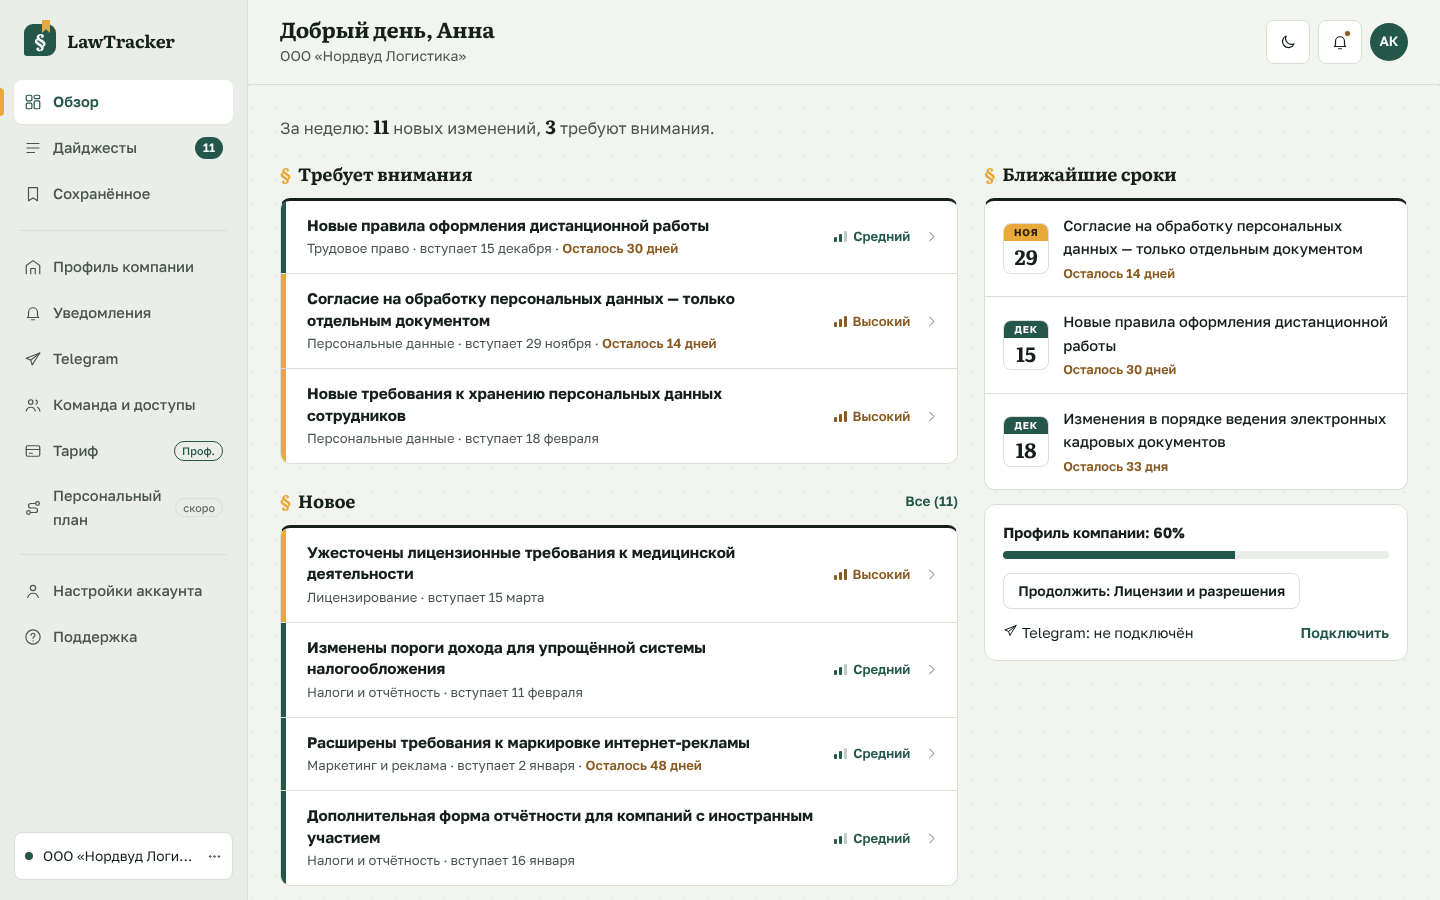 § LawTracker
Обзор
Дайджесты 11
Сохранённое
Профиль компании
Уведомления
Telegram
Команда и доступы
Тариф Проф.
Персональный
план скоро
Настройки аккаунта
Поддержка
ООО «Нордвуд Логи... ···
Добрый день, Анна
ООО «Нордвуд Логистика»
АК
За неделю: 11 новых изменений, 3 требуют внимания.
§ Требует внимания
Новые правила оформления дистанционной работы
Трудовое право · вступает 15 декабря · Осталось 30 дней
Средний
Согласие на обработку персональных данных — только
отдельным документом
Персональные данные · вступает 29 ноября · Осталось 14 дней
Высокий
Новые требования к хранению персональных данных
сотрудников
Персональные данные · вступает 18 февраля
Высокий
§ Новое
Все (11)
Ужесточены лицензионные требования к медицинской
деятельности
Лицензирование · вступает 15 марта
Высокий
Изменены пороги дохода для упрощённой системы
налогообложения
Налоги и отчётность · вступает 11 февраля
Средний
Расширены требования к маркировке интернет-рекламы
Маркетинг и реклама · вступает 2 января · Осталось 48 дней
Средний
Дополнительная форма отчётности для компаний с иностранным
участием
Налоги и отчётность · вступает 16 января
Средний
§ Ближайшие сроки
НОЯ
29
Согласие на обработку персональных
данных — только отдельным документом
Осталось 14 дней
ДЕК
15
Новые правила оформления дистанционной
работы
Осталось 30 дней
ДЕК
18
Изменения в порядке ведения электронных
кадровых документов
Осталось 33 дня
Профиль компании: 60%
Продолжить: Лицензии и разрешения
Telegram: не подключён
Подключить